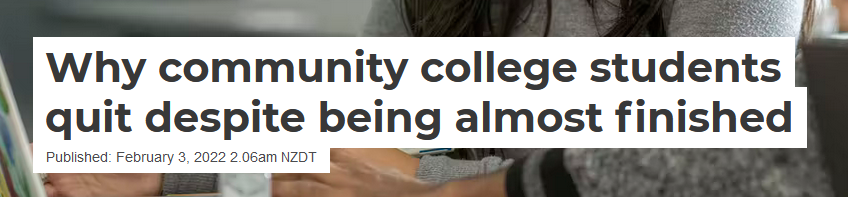 Why community college students
quit despite being almost finished
Published: February 3, 2022 2.06am NZDT